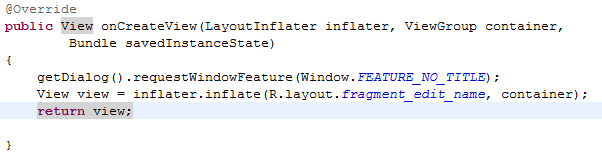 @Override
public View onCreateView(LayoutInflater inflater, ViewGroup container,
        Bundle savedInstanceState)
{
    getDialog().requestWindowFeature(Window.FEATURE_NO_TITLE);
    View view = inflater.inflate(R.layout.fragment_edit_name, container);
    return view;
}